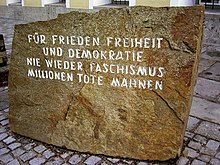 FÜR FRIEDEN FREIHEIT
UND DEMOKRATIE
NIE WIEDER FASCHISMUS
MILLIONEN TOTE MAHNEN